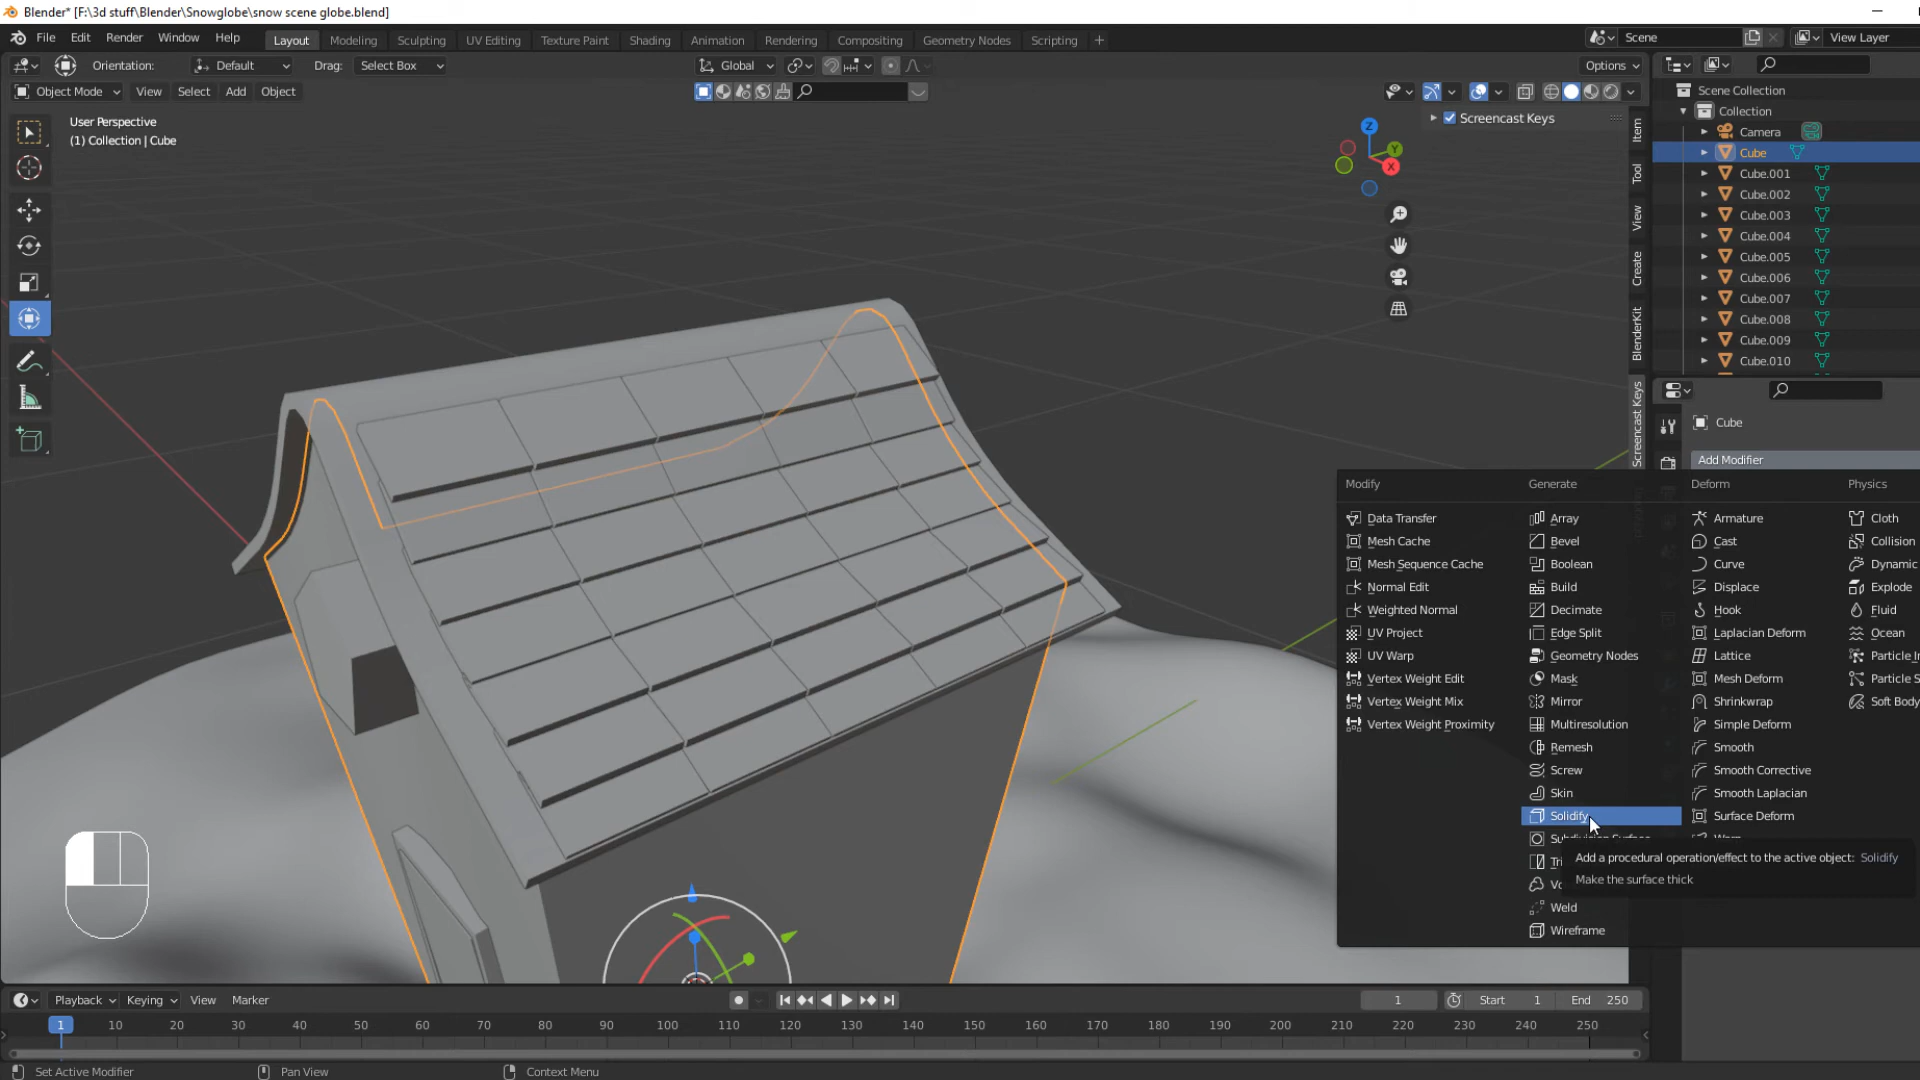 Blender* [F:\3d stuff\Blender\Snowglobe\snow scene globe.blend]
File Edit Render Window Help
Layout Modeling Sculpting UV Editing Texture Paint Shading Animation Rendering Compositing Geometry Nodes Scripting +
Scene
View Layer
Orientation: Default Drag: Select Box
Global
Options
Object Mode View Select Add Object
User Perspective
(1) Collection | Cube
Screencast Keys
Z
Y
X
Item
Tool
View
Create
BlenderKit
Screencast Keys
Scene Collection
Collection
Camera
Cube
Cube.001
Cube.002
Cube.003
Cube.004
Cube.005
Cube.006
Cube.007
Cube.008
Cube.009
Cube.010
Cube
Add Modifier
Modify Generate Deform Physics
Data Transfer Array Armature Cloth
Mesh Cache Bevel Cast Collision
Mesh Sequence Cache Boolean Curve Dynamic
Normal Edit Build Displace Explode
Weighted Normal Decimate Hook Fluid
UV Project Edge Split Laplacian Deform Ocean
UV Warp Geometry Nodes Lattice Particle In
Vertex Weight Edit Mask Mesh Deform Particle S
Vertex Weight Mix Mirror Shrinkwrap Soft Body
Vertex Weight Proximity Multiresolution Simple Deform
Remesh Smooth
Screw Smooth Corrective
Skin Smooth Laplacian
Solidify Surface Deform
Subdivision Surface Warp
Tri
Vo
Add a procedural operation/effect to the active object: Solidify
Make the surface thick
Weld
Wireframe
Playback Keying View Marker
1 Start 1 End 250
1 10 20 30 40 50 60 70 80 90 100 110 120 130 140 150 160 170 180 190 200 210 220 230 240 250
Set Active Modifier Pan View Context Menu